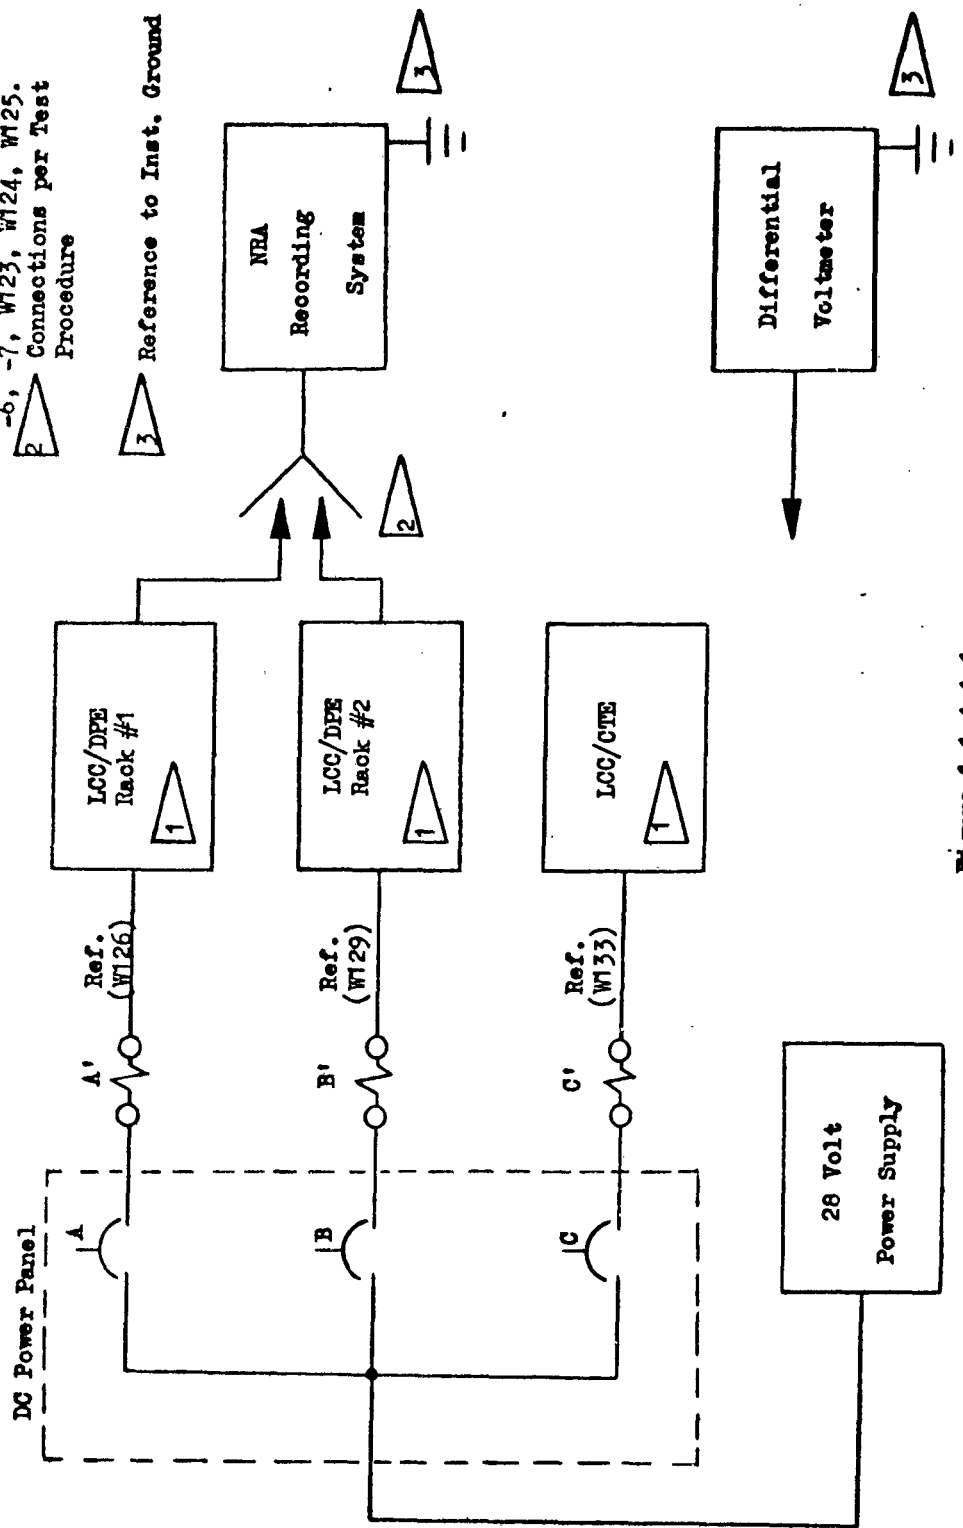 -6, -7, W123, W124, W125.
2 Connections per Test
Procedure
3 Reference to Inst. Ground
DC Power Panel
A
A'
Ref.
(W126)
LCC/DPE
Rack #1
1
B
B'
Ref.
(W129)
LCC/DPE
Rack #2
1
C
C'
Ref.
(W133)
LCC/CTE
1
2
NRA
Recording
System
3
28 Volt
Power Supply
Differential
Voltmeter
3